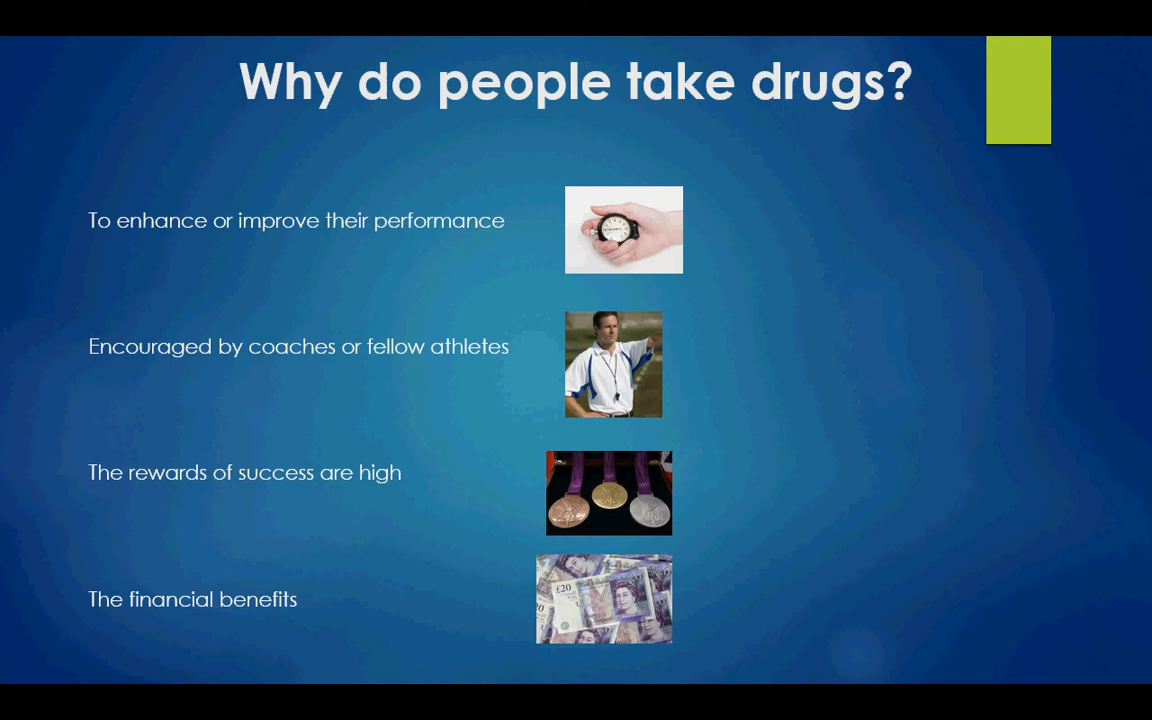 Why do people take drugs?
To enhance or improve their performance
Encouraged by coaches or fellow athletes
The rewards of success are high
The financial benefits
£20